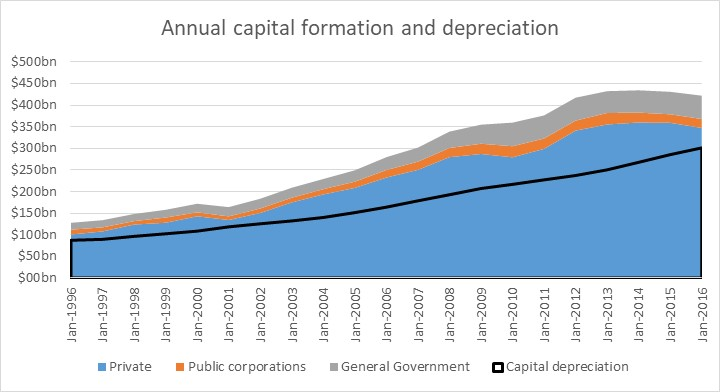 Annual capital formation and depreciation
$500bn
$450bn
$400bn
$350bn
$300bn
$250bn
$200bn
$150bn
$100bn
$50bn
$00bn
Jan-1996
Jan-1997
Jan-1998
Jan-1999
Jan-2000
Jan-2001
Jan-2002
Jan-2003
Jan-2004
Jan-2005
Jan-2006
Jan-2007
Jan-2008
Jan-2009
Jan-2010
Jan-2011
Jan-2012
Jan-2013
Jan-2014
Jan-2015
Jan-2016
Private Public corporations General Government Capital depreciation